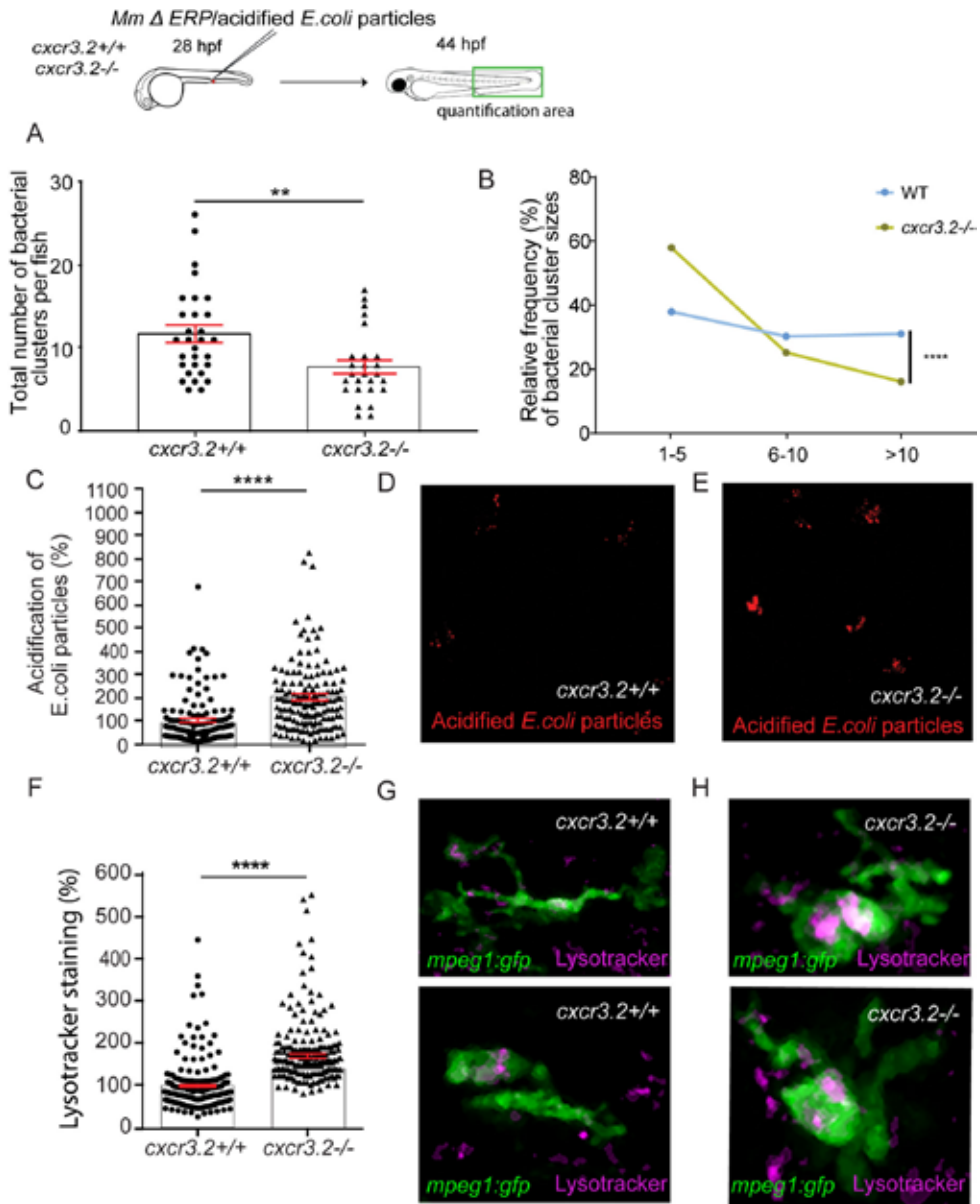 Mm Δ ERP/acidified E.coli particles
cxcr3.2+/+
cxcr3.2-/-
28 hpf
44 hpf
quantification area
A
Total number of bacterial
clusters per fish
30
20
10
0
**
cxcr3.2+/+
cxcr3.2-/-
B
Relative frequency (%)
of bacterial cluster sizes
80
60
40
20
0
WT
cxcr3.2-/-
****
1-5
6-10
>10
C
Acidification of
E.coli particles (%)
1100
1000
900
800
700
600
500
400
300
200
100
0
****
cxcr3.2+/+
cxcr3.2-/-
D
cxcr3.2+/+
Acidified E.coli particles
E
cxcr3.2-/-
Acidified E.coli particles
F
Lysotracker staining (%)
600
500
400
300
200
100
0
****
cxcr3.2+/+
cxcr3.2-/-
G
cxcr3.2+/+
mpeg1:gfp Lysotracker
cxcr3.2+/+
mpeg1:gfp Lysotracker
H
cxcr3.2-/-
mpeg1:gfp Lysotracker
cxcr3.2-/-
mpeg1:gfp Lysotracker